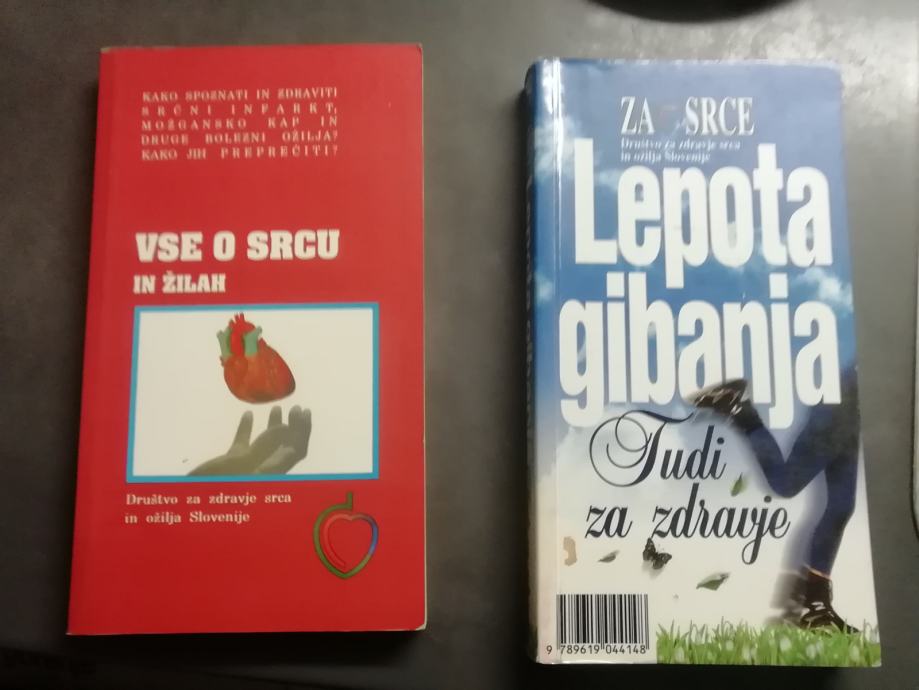 KAKO SPOZNATI IN ZDRAVITI
SRČNI INFARKT,
MOŽGANSKO KAP IN
DRUGE BOLEZNI OŽILJA?
KAKO JIH PREPREČITI?
VSE O SRCU
IN ŽILAH
Društvo za zdravje srca
in ožilja Slovenije
ZA SRCE
Društvo za zdravje srca
in ožilja Slovenije
Lepota
gibanja
Tudi
za zdravje
9 789619 044148